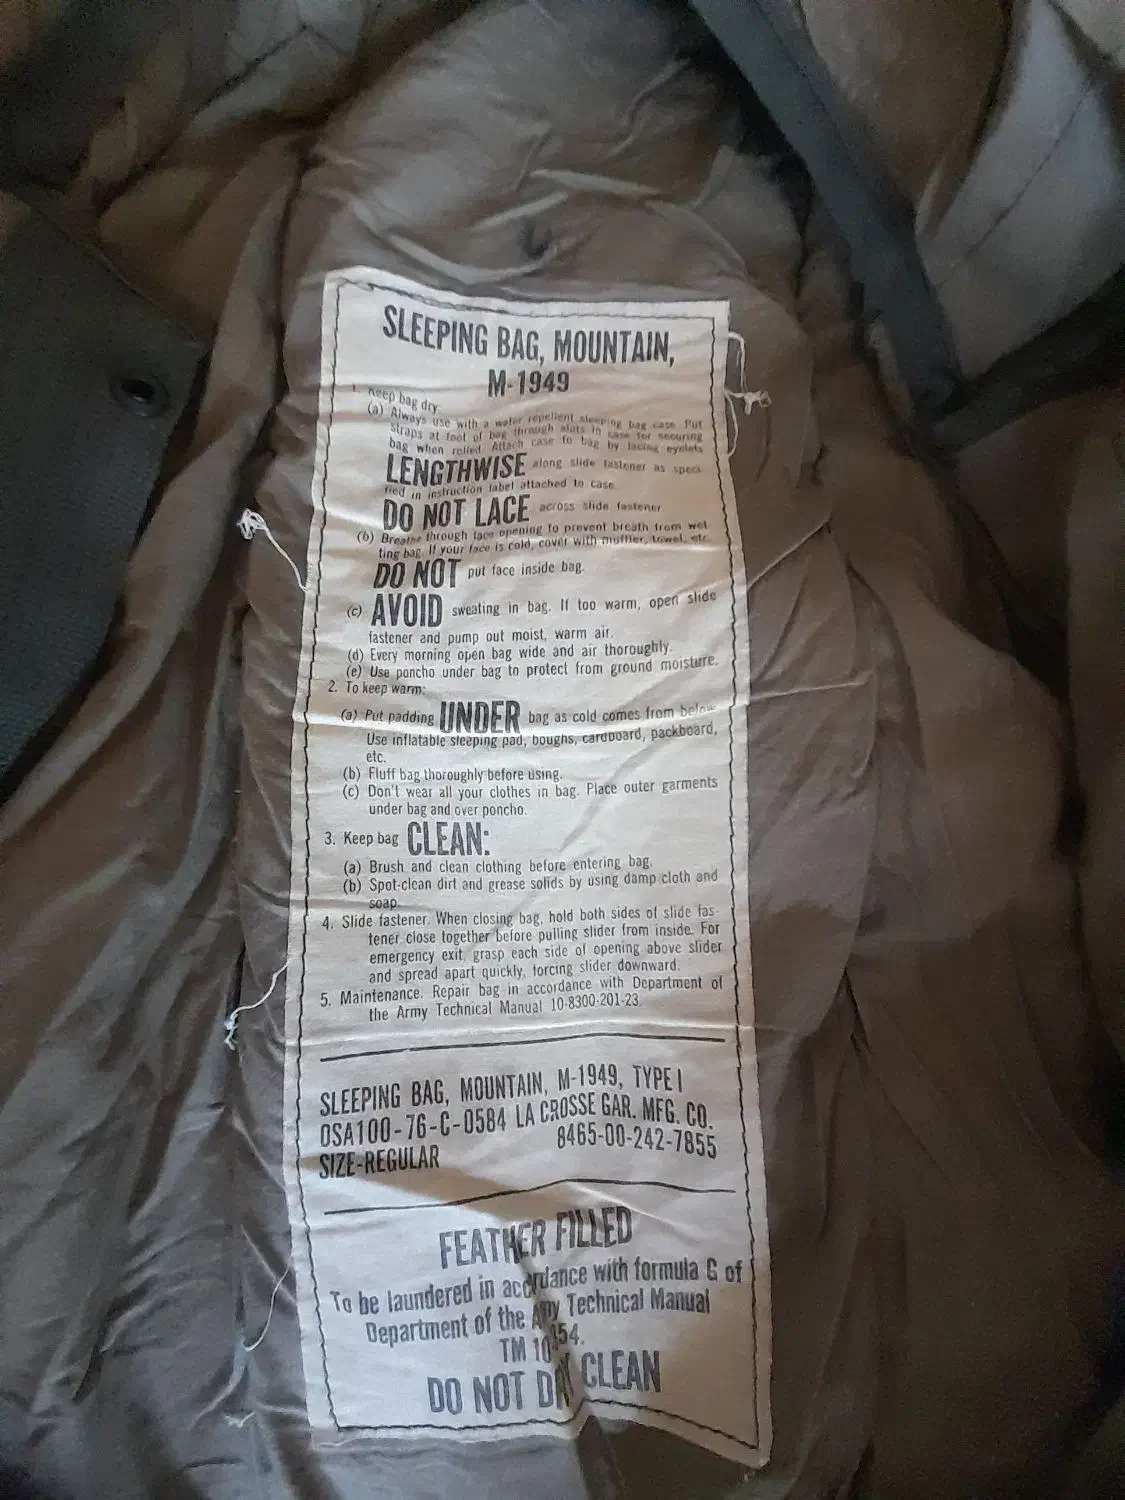 SLEEPING BAG, MOUNTAIN,
M-1949
1. Keep bag dry
(a) Always use with a water repellent sleeping bag case. Put
straps at foot of bag through slots in case for securing
bag when rolled. Attach case to bag by lacing eyelets
LENGTHWISE along slide fastener as speci-
fied in instruction label attached to case.
DO NOT LACE across slide fastener.
(b) Breathe through face opening to prevent breath from wet-
ting bag. If your face is cold, cover with muffler, towel, etc.
DO NOT put face inside bag.
(c) AVOID sweating in bag. If too warm, open slide
fastener and pump out moist, warm air.
(d) Every morning open bag wide and air thoroughly.
(e) Use poncho under bag to protect from ground moisture.
2. To keep warm:
(a) Put padding UNDER bag as cold comes from below
Use inflatable sleeping pad, boughs, cardboard, packboard,
etc.
(b) Fluff bag thoroughly before using.
(c) Don't wear all your clothes in bag. Place outer garments
under bag and over poncho.
3. Keep bag CLEAN:
(a) Brush and clean clothing before entering bag.
(b) Spot-clean dirt and grease solids by using damp cloth and
soap.
4. Slide fastener. When closing bag, hold both sides of slide fas-
tener close together before pulling slider from inside. For
emergency exit, grasp each side of opening above slider
and spread apart quickly, forcing slider downward.
5. Maintenance. Repair bag in accordance with Department of
the Army Technical Manual 10-8300-201-23.
SLEEPING BAG, MOUNTAIN, M-1949, TYPE I
DSA100-76-C-0584 LA CROSSE GAR. MFG. CO.
8465-00-242-7855
SIZE-REGULAR
FEATHER FILLED
To be laundered in accordance with formula G of
Department of the Army Technical Manual
TM 10 354.
DO NOT DRY CLEAN